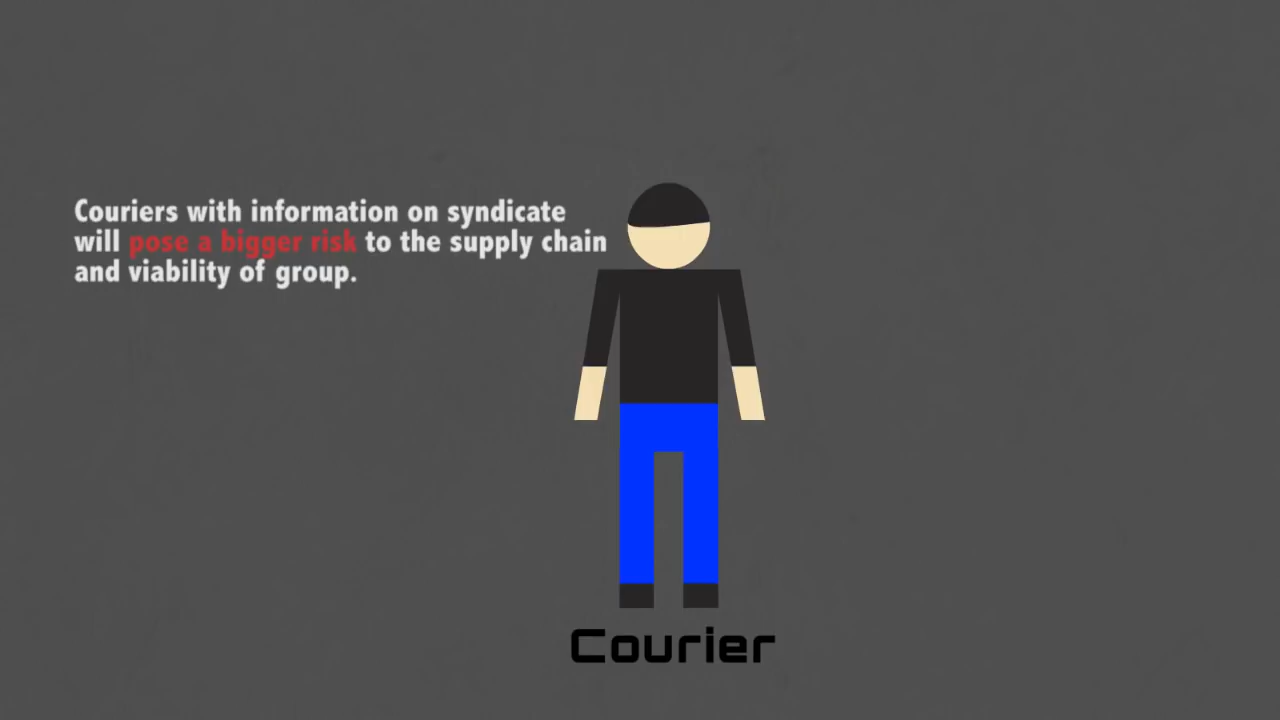 Couriers with information on syndicate
will pose a bigger risk to the supply chain
and viability of group.
Courier